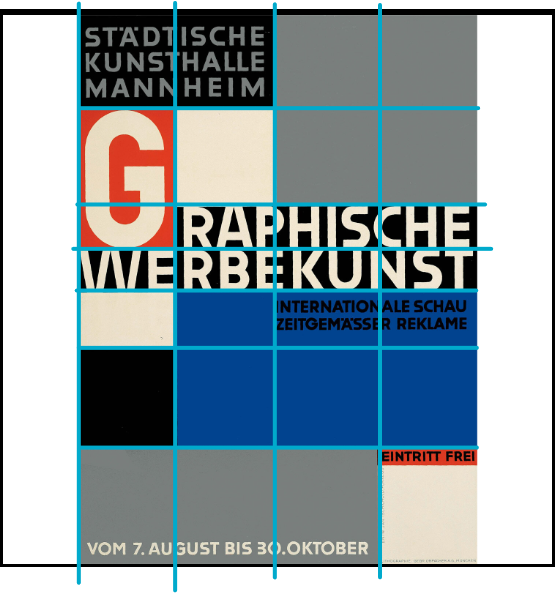 STÄDTISCHE
KUNSTHALLE
MANNHEIM
GRAPHISCHE
WERBEKUNST
INTERNATIONALE SCHAU
ZEITGEMÄSSER REKLAME
EINTRITT FREI
VOM 7. AUGUST BIS 30.OKTOBER